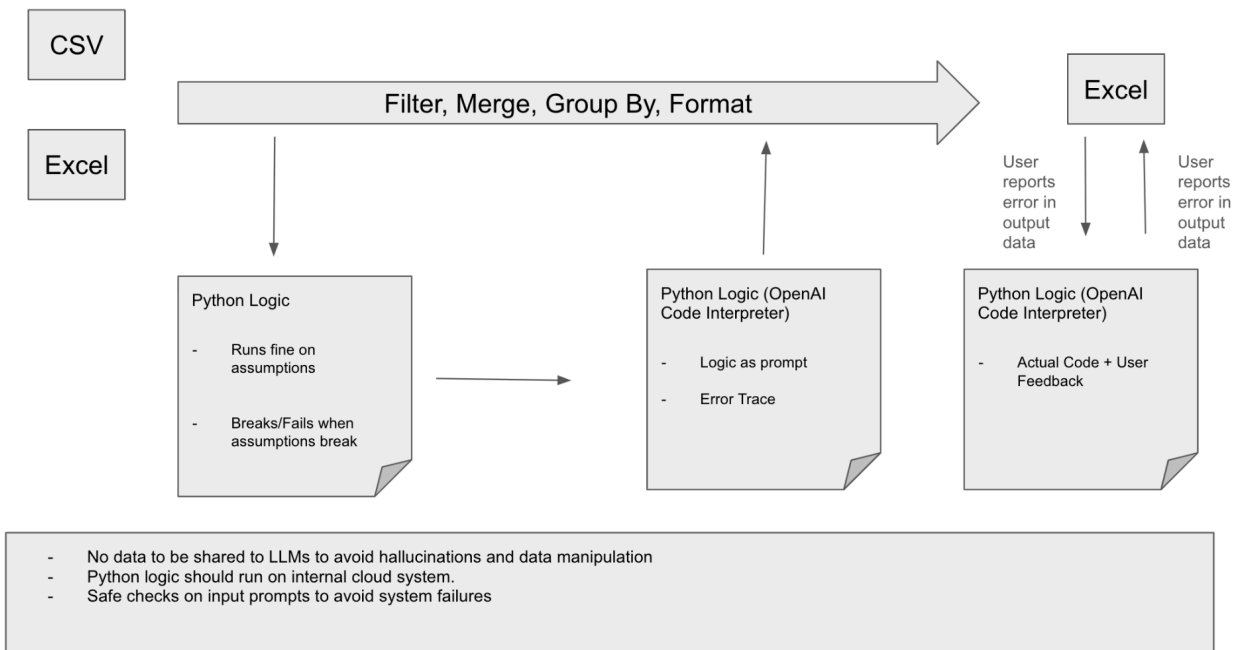 CSV
Excel
Filter, Merge, Group By, Format
Excel
User
reports
error in
output
data
User
reports
error in
output
data
Python Logic
- Runs fine on
assumptions
- Breaks/Fails when
assumptions break
Python Logic (OpenAI
Code Interpreter)
- Logic as prompt
- Error Trace
Python Logic (OpenAI
Code Interpreter)
- Actual Code + User
Feedback
- No data to be shared to LLMs to avoid hallucinations and data manipulation
- Python logic should run on internal cloud system.
- Safe checks on input prompts to avoid system failures